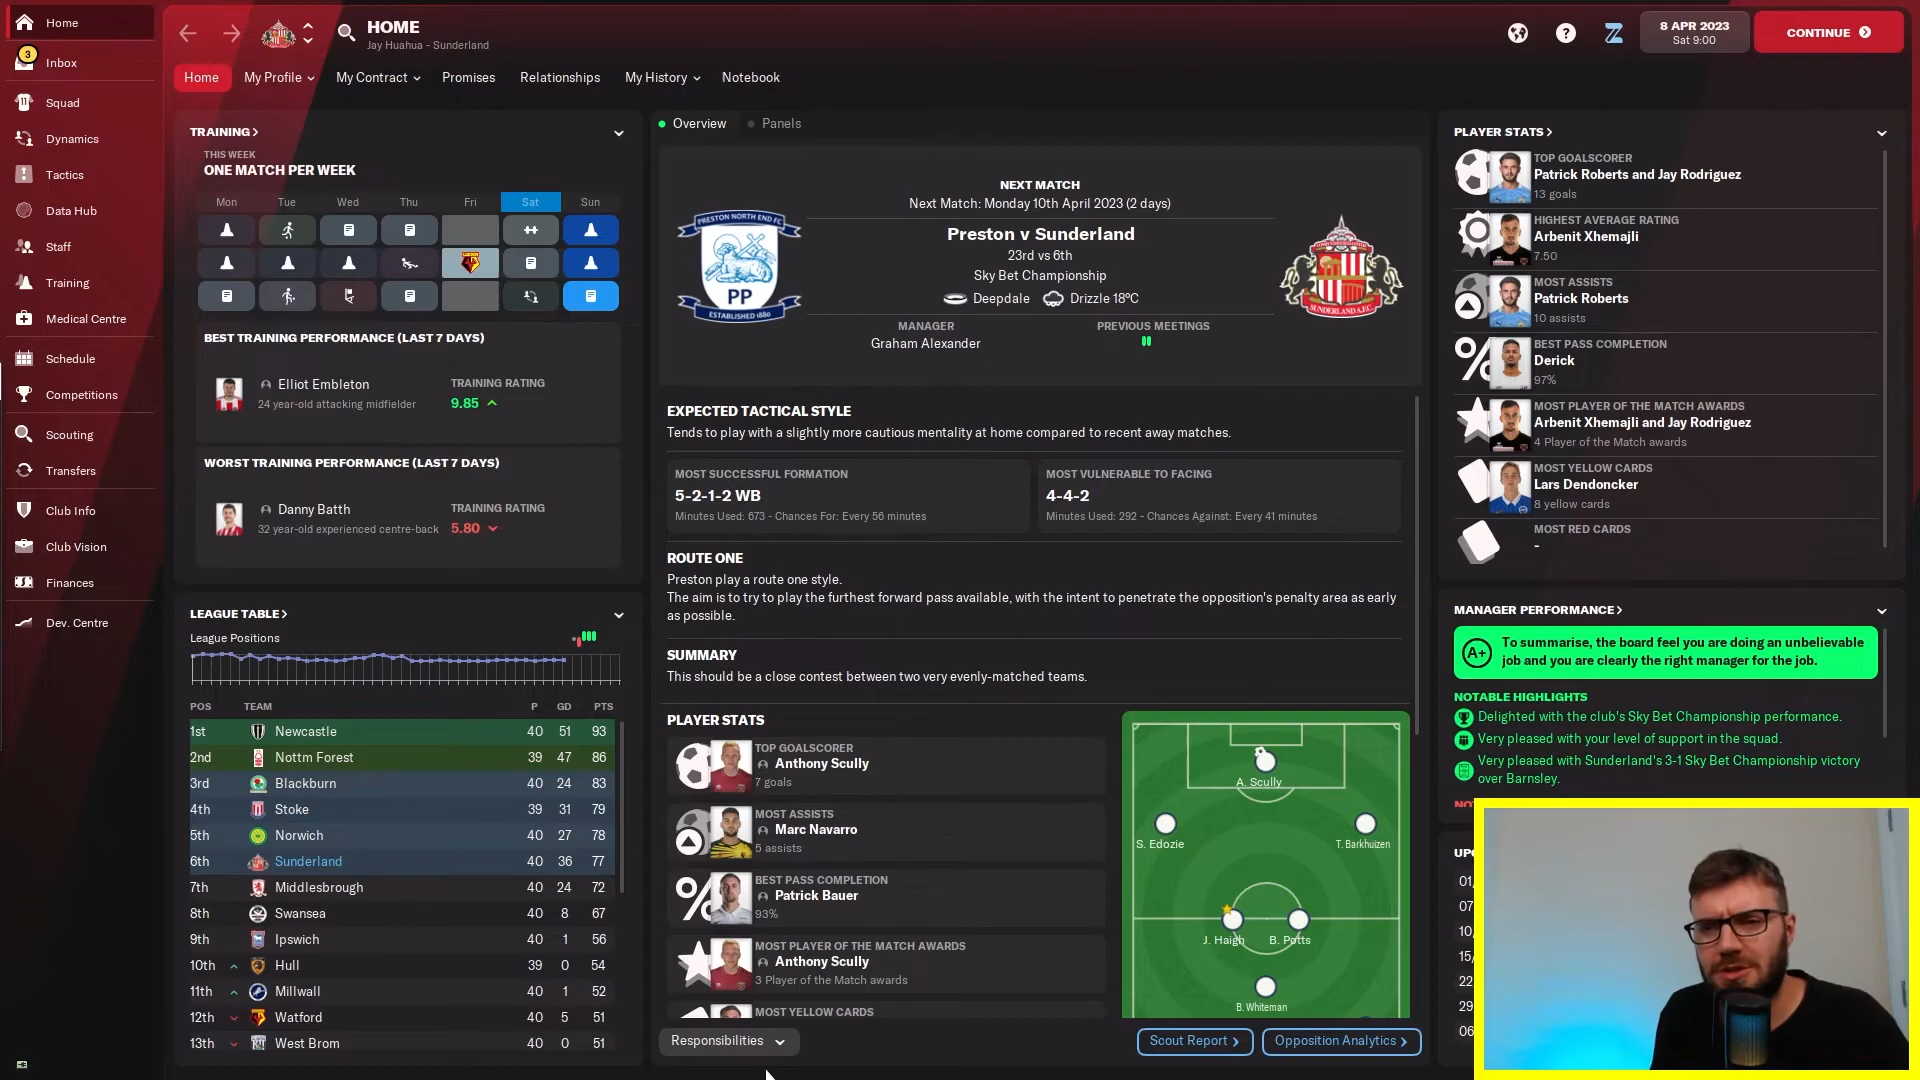 Home
3
Inbox
Squad
Dynamics
Tactics
Data Hub
Staff
Training
Medical Centre
Schedule
Competitions
Scouting
Transfers
Club Info
Club Vision
Finances
Dev. Centre
HOME
Jay Huahua - Sunderland
8 APR 2023
Sat 9:00
CONTINUE
Home
My Profile
My Contract
Promises
Relationships
My History
Notebook
TRAINING >
THIS WEEK
ONE MATCH PER WEEK
Mon Tue Wed Thu Fri Sat Sun
BEST TRAINING PERFORMANCE (LAST 7 DAYS)
Elliot Embleton
24 year-old attacking midfielder
TRAINING RATING
9.85
WORST TRAINING PERFORMANCE (LAST 7 DAYS)
Danny Batth
32 year-old experienced centre-back
TRAINING RATING
5.80
LEAGUE TABLE >
League Positions
POS TEAM P GD PTS
1st Newcastle 40 51 93
2nd Nottm Forest 39 47 86
3rd Blackburn 40 24 83
4th Stoke 39 31 79
5th Norwich 40 27 78
6th Sunderland 40 36 77
7th Middlesbrough 40 24 72
8th Swansea 40 8 67
9th Ipswich 40 1 56
10th Hull 39 0 54
11th Millwall 40 1 52
12th Watford 40 5 51
13th West Brom 40 0 51
Overview
Panels
PRESTON NORTH END FC
PP
ESTABLISHED 1880
NEXT MATCH
Next Match: Monday 10th April 2023 (2 days)
Preston v Sunderland
23rd vs 6th
Sky Bet Championship
Deepdale Drizzle 18ºC
MANAGER
Graham Alexander
PREVIOUS MEETINGS
SUNDERLAND A.F.C.
EXPECTED TACTICAL STYLE
Tends to play with a slightly more cautious mentality at home compared to recent away matches.
MOST SUCCESSFUL FORMATION
5-2-1-2 WB
Minutes Used: 673 - Chances For: Every 56 minutes
MOST VULNERABLE TO FACING
4-4-2
Minutes Used: 292 - Chances Against: Every 41 minutes
ROUTE ONE
Preston play a route one style.
The aim is to try to play the furthest forward pass available, with the intent to penetrate the opposition's penalty area as early
as possible.
SUMMARY
This should be a close contest between two very evenly-matched teams.
PLAYER STATS
TOP GOALSCORER
Anthony Scully
7 goals
MOST ASSISTS
Marc Navarro
5 assists
BEST PASS COMPLETION
Patrick Bauer
93%
MOST PLAYER OF THE MATCH AWARDS
Anthony Scully
3 Player of the Match awards
MOST YELLOW CARDS
A. Scully
S. Edozie
T. Barkhuizen
J. Haigh
B. Potts
B. Whiteman
Responsibilities
Scout Report >
Opposition Analytics >
PLAYER STATS >
TOP GOALSCORER
Patrick Roberts and Jay Rodriguez
13 goals
HIGHEST AVERAGE RATING
Arbenit Xhemajli
7.50
MOST ASSISTS
Patrick Roberts
10 assists
BEST PASS COMPLETION
Derick
97%
MOST PLAYER OF THE MATCH AWARDS
Arbenit Xhemajli and Jay Rodriguez
4 Player of the Match awards
MOST YELLOW CARDS
Lars Dendoncker
8 yellow cards
MOST RED CARDS
-
MANAGER PERFORMANCE >
A+
To summarise, the board feel you are doing an unbelievable
job and you are clearly the right manager for the job.
NOTABLE HIGHLIGHTS
Delighted with the club's Sky Bet Championship performance.
Very pleased with your level of support in the squad.
Very pleased with Sunderland's 3-1 Sky Bet Championship victory
over Barnsley.